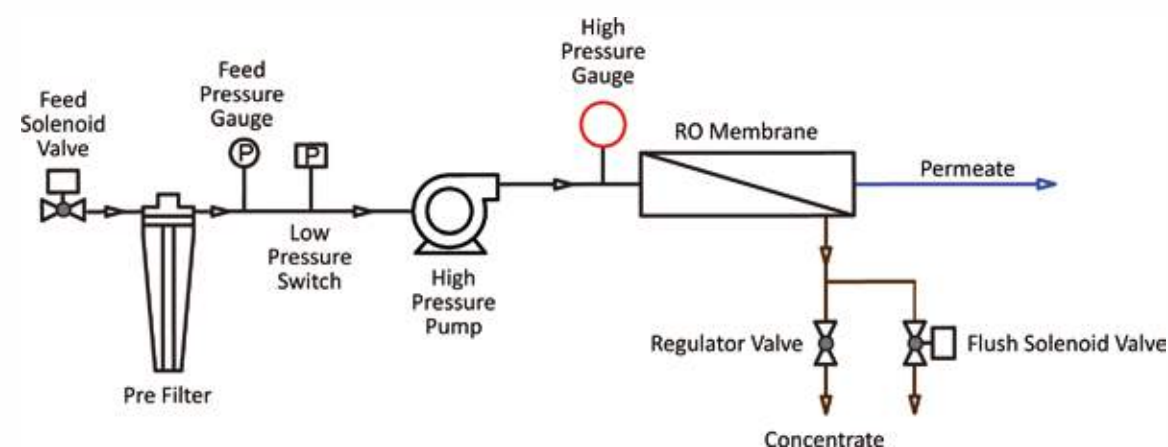 Feed
Solenoid
Valve
Feed
Pressure
Gauge
P
P
Low
Pressure
Switch
Pre Filter
High
Pressure
Pump
High
Pressure
Gauge
RO Membrane
Permeate
Regulator Valve
Flush Solenoid Valve
Concentrate